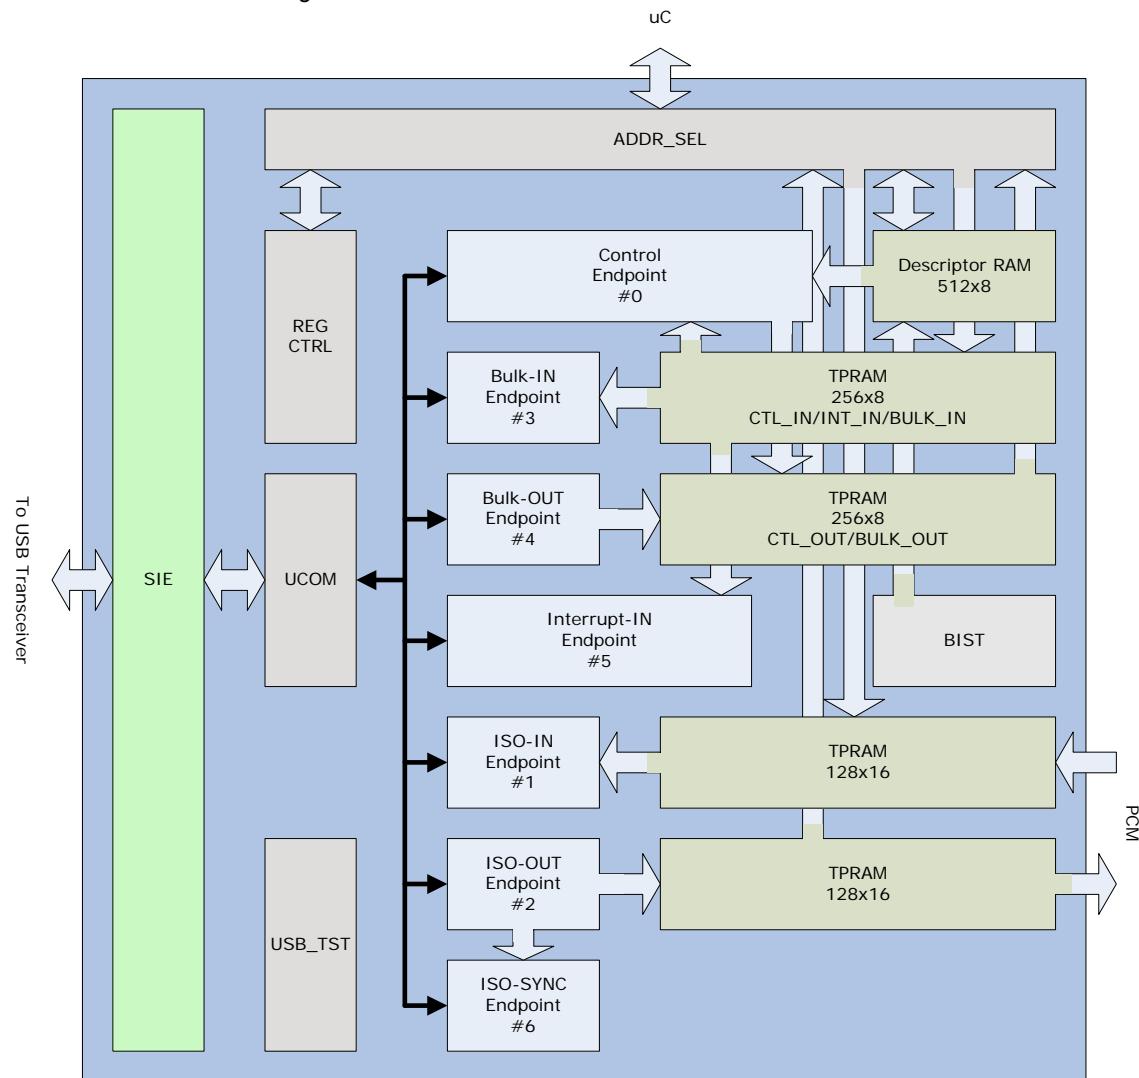 uC
ADDR_SEL
Control
Endpoint
#0
Descriptor RAM
512x8
REG
CTRL
Bulk-IN
Endpoint
#3
TPRAM
256x8
CTL_IN/INT_IN/BULK_IN
Bulk-OUT
Endpoint
#4
TPRAM
256x8
CTL_OUT/BULK_OUT
To USB Transceiver
SIE
UCOM
Interrupt-IN
Endpoint
#5
BIST
ISO-IN
Endpoint
#1
TPRAM
128x16
PCM
ISO-OUT
Endpoint
#2
TPRAM
128x16
USB_TST
ISO-SYNC
Endpoint
#6